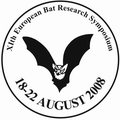 XIth European Bat Research Symposium
18-22 AUGUST 2008